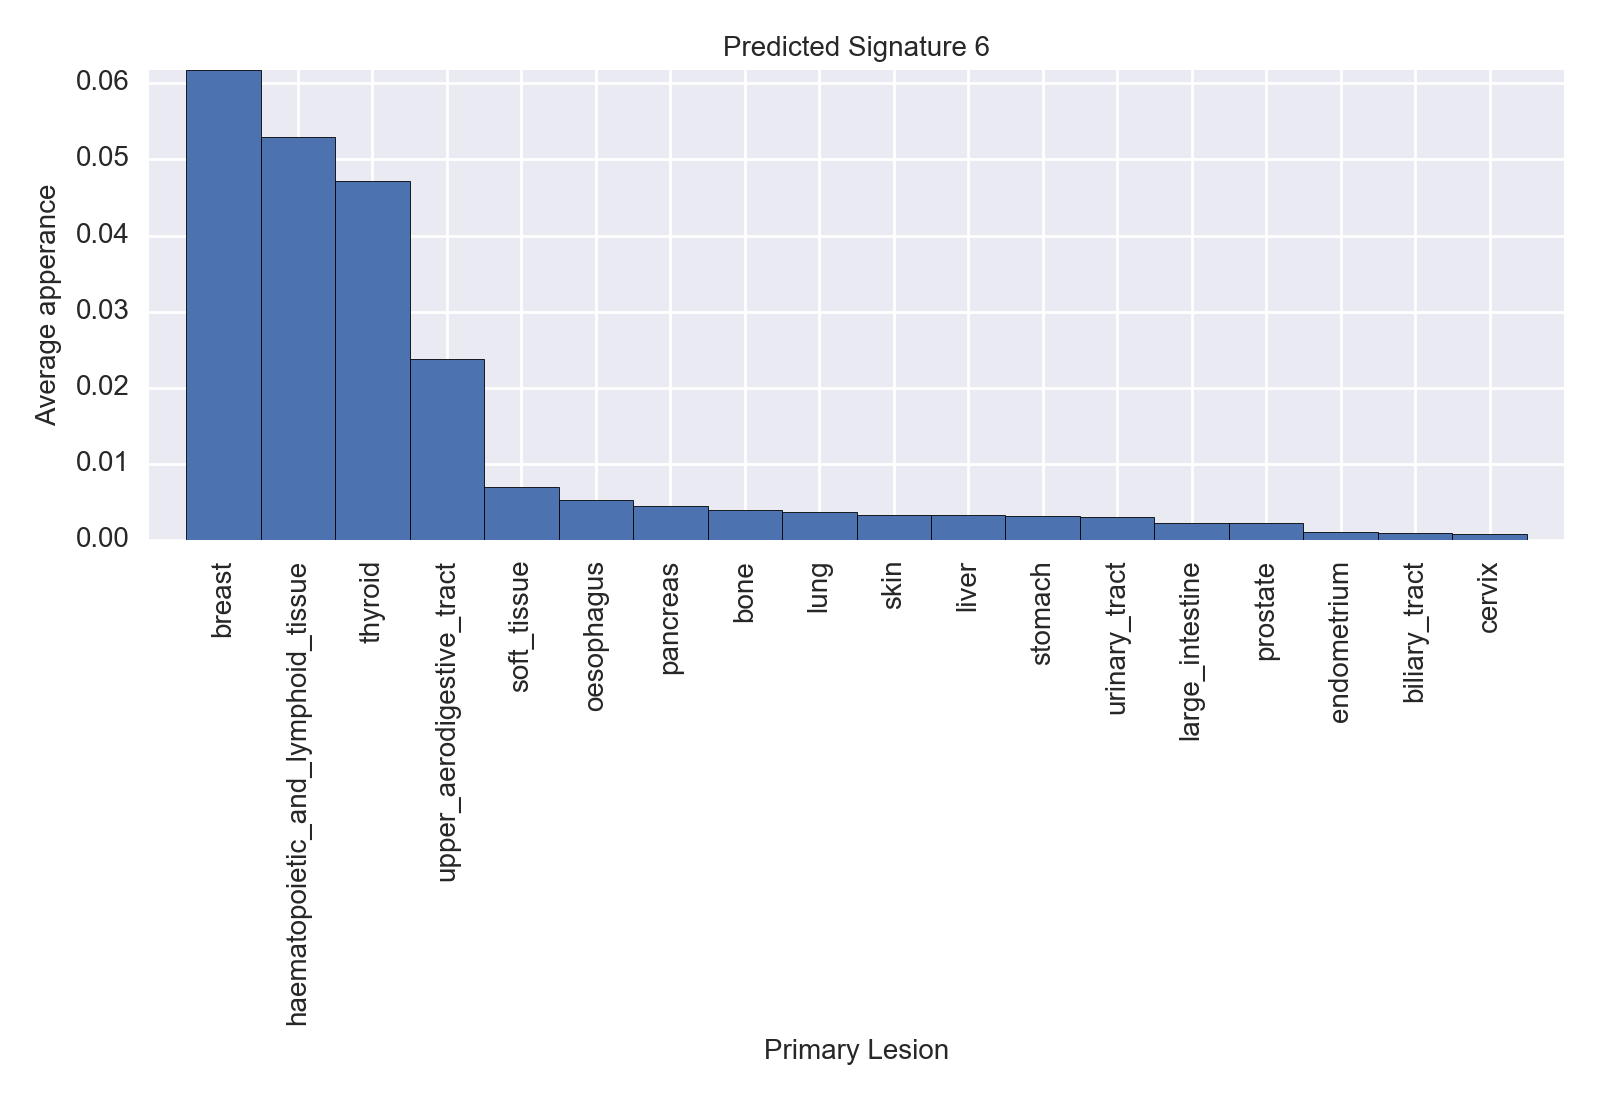 Predicted Signature 6
Average apperance
0.06
0.05
0.04
0.03
0.02
0.01
0.00
breast
haematopoietic_and_lymphoid_tissue
thyroid
upper_aerodigestive_tract
soft_tissue
oesophagus
pancreas
bone
lung
skin
liver
stomach
urinary_tract
large_intestine
prostate
endometrium
biliary_tract
cervix
Primary Lesion